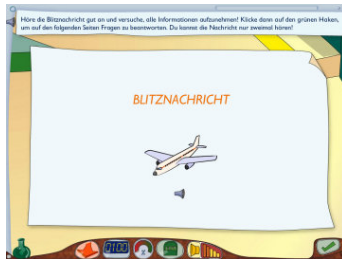 Höre die Blitznachricht gut an und versuche, alle Informationen aufzunehmen! Klicke dann auf den grünen Haken,
um auf den folgenden Seiten Fragen zu beantworten. Du kannst die Nachricht nur zweimal hören!
BLITZNACHRICHT